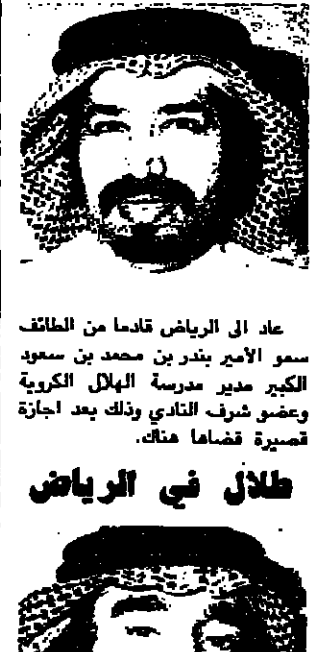 عاد الى الرياض قادما من الطائف
سمو الأمير بندر بن محمد بن سعود
الكبير مدير مدرسة الهلال الكروية
وعضو شرف النادي وذلك بعد اجازة
قصيرة قضاها هناك.
طلال في الرياض